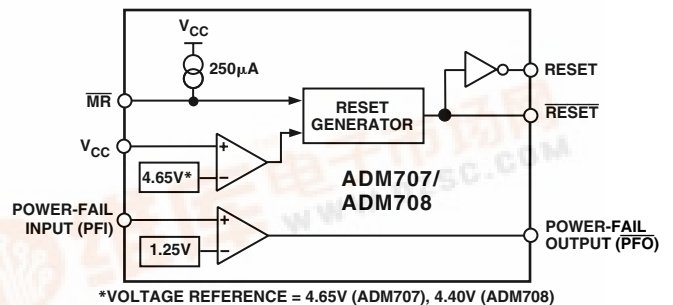 VCC
250μA
MR
RESET
RESET GENERATOR
RESET
VCC
4.65V*
+
−
ADM707/
ADM708
POWER-FAIL
INPUT (PFI)
1.25V
+
−
POWER-FAIL
OUTPUT (PFO)
*VOLTAGE REFERENCE = 4.65V (ADM707), 4.40V (ADM708)